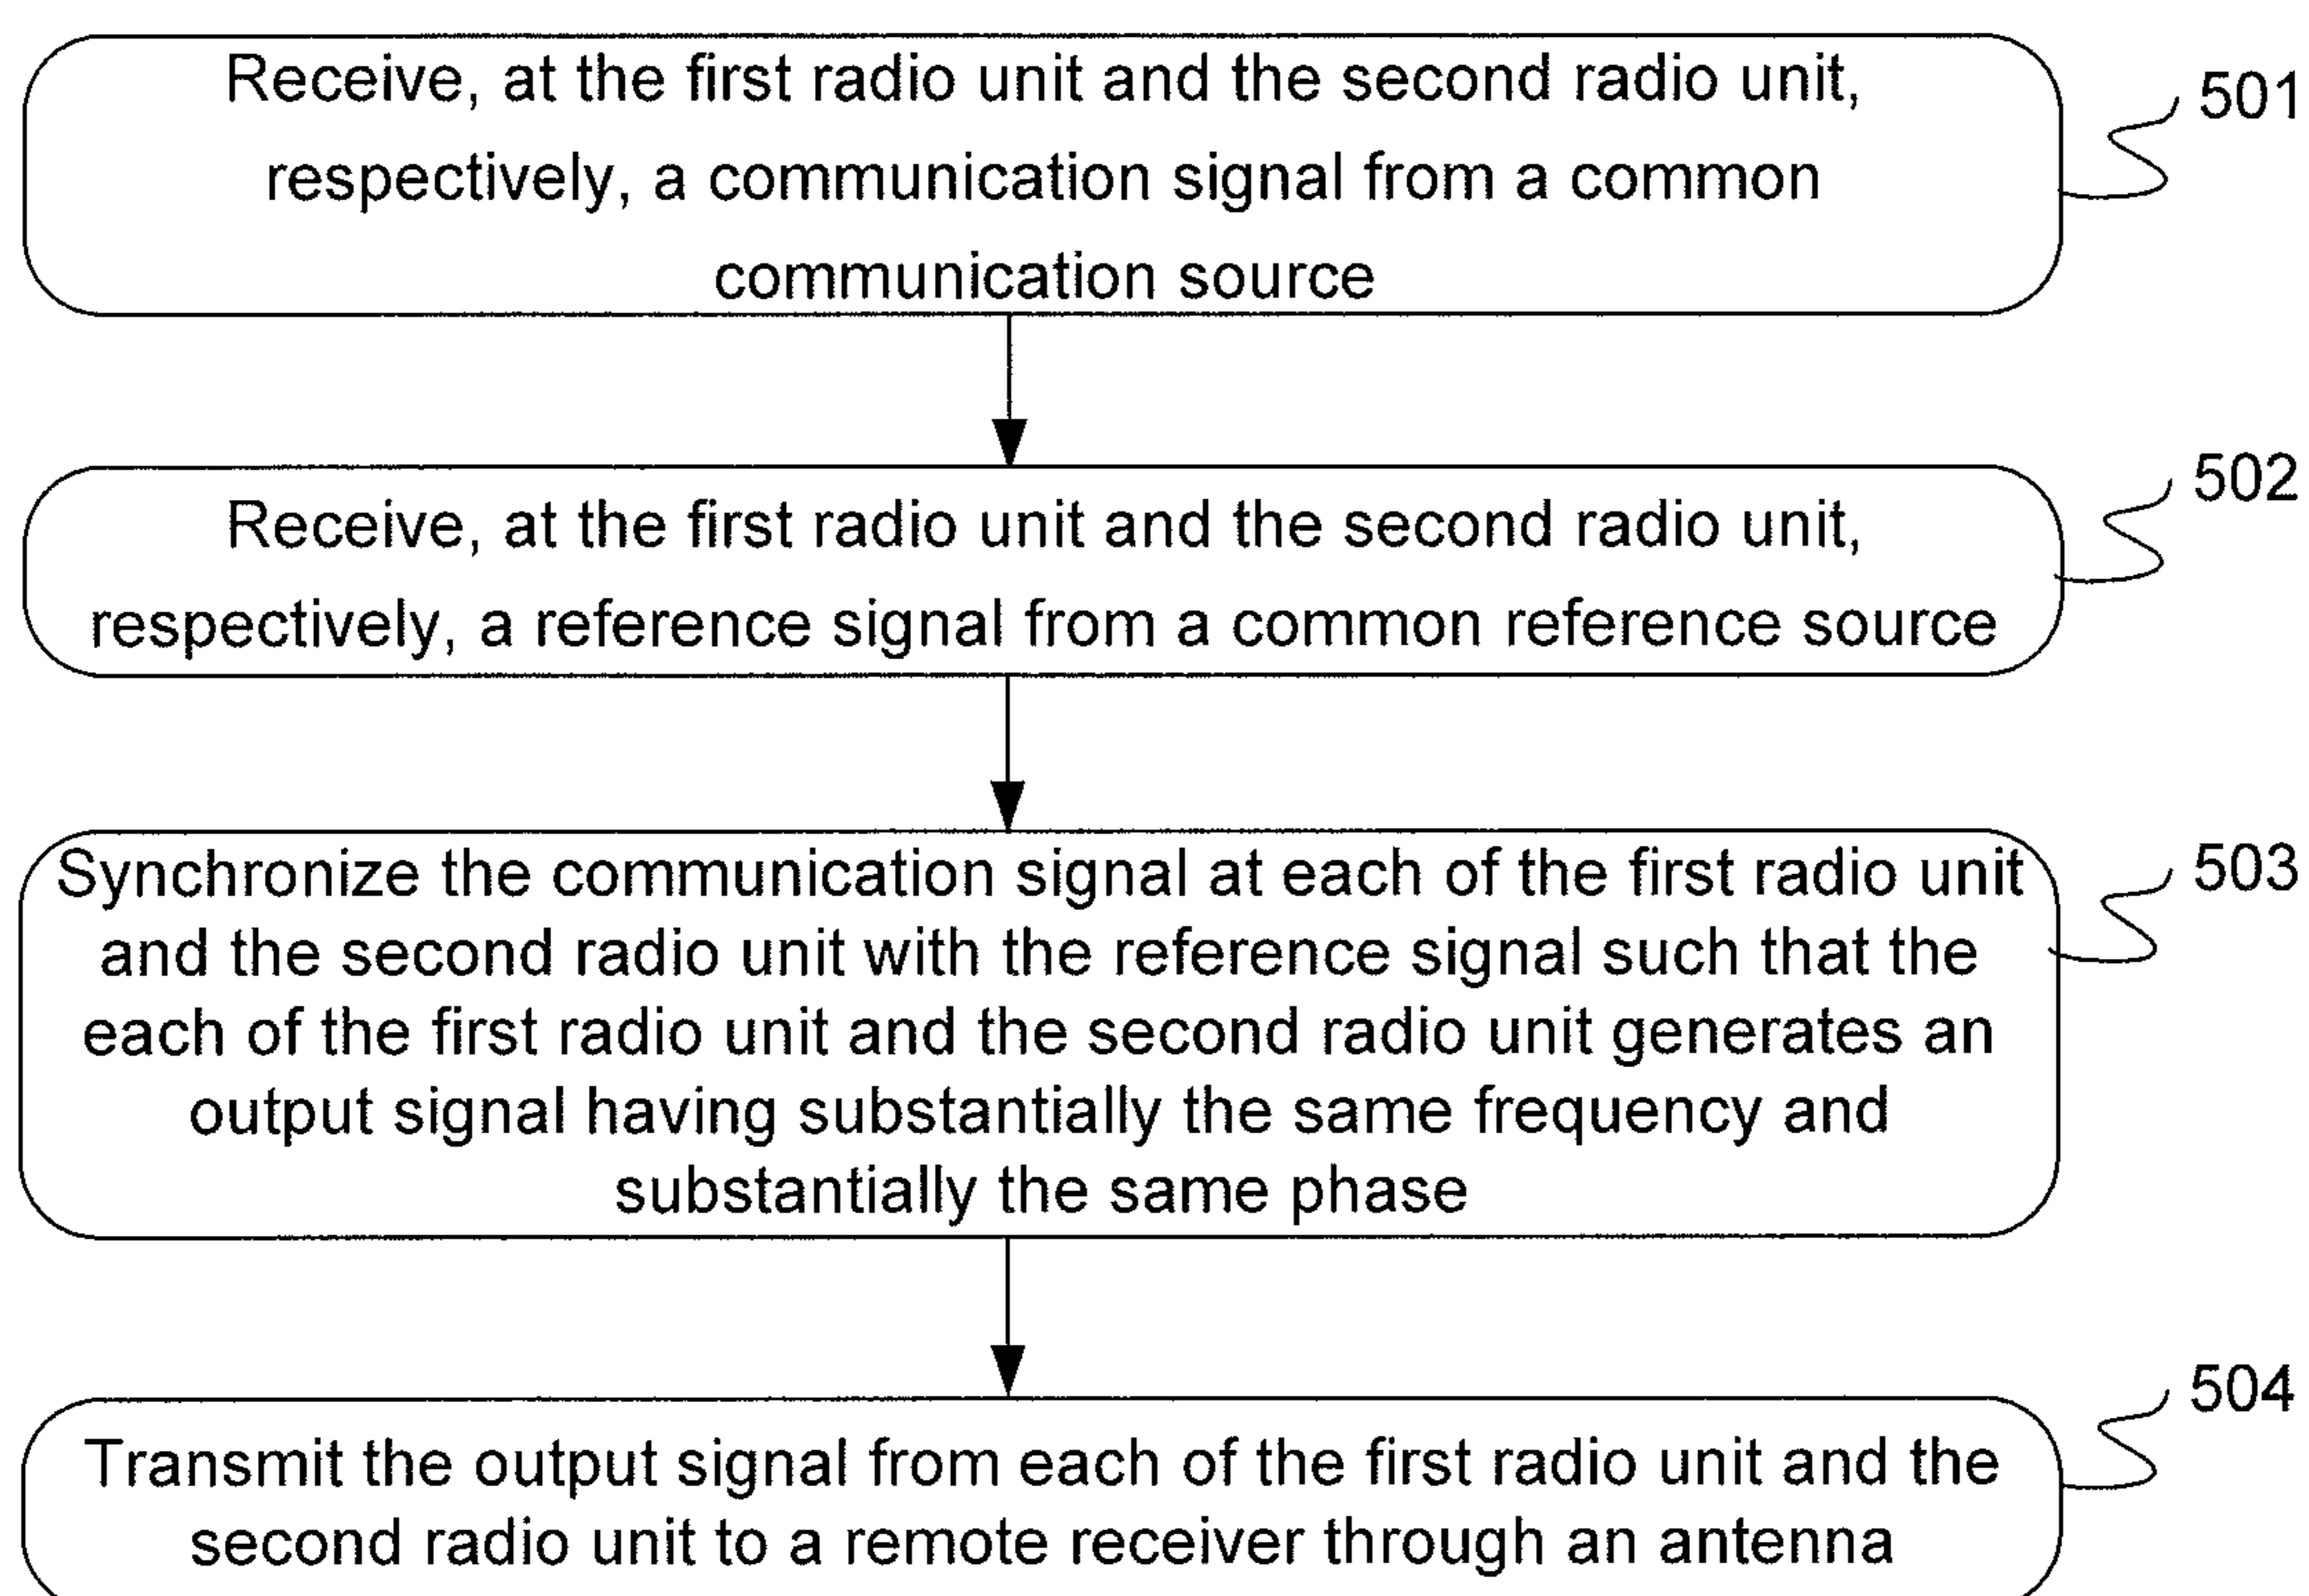 Receive, at the first radio unit and the second radio unit,
respectively, a communication signal from a common
communication source
501
Receive, at the first radio unit and the second radio unit,
respectively, a reference signal from a common reference source
502
Synchronize the communication signal at each of the first radio unit
and the second radio unit with the reference signal such that the
each of the first radio unit and the second radio unit generates an
output signal having substantially the same frequency and
substantially the same phase
503
Transmit the output signal from each of the first radio unit and the
second radio unit to a remote receiver through an antenna
504